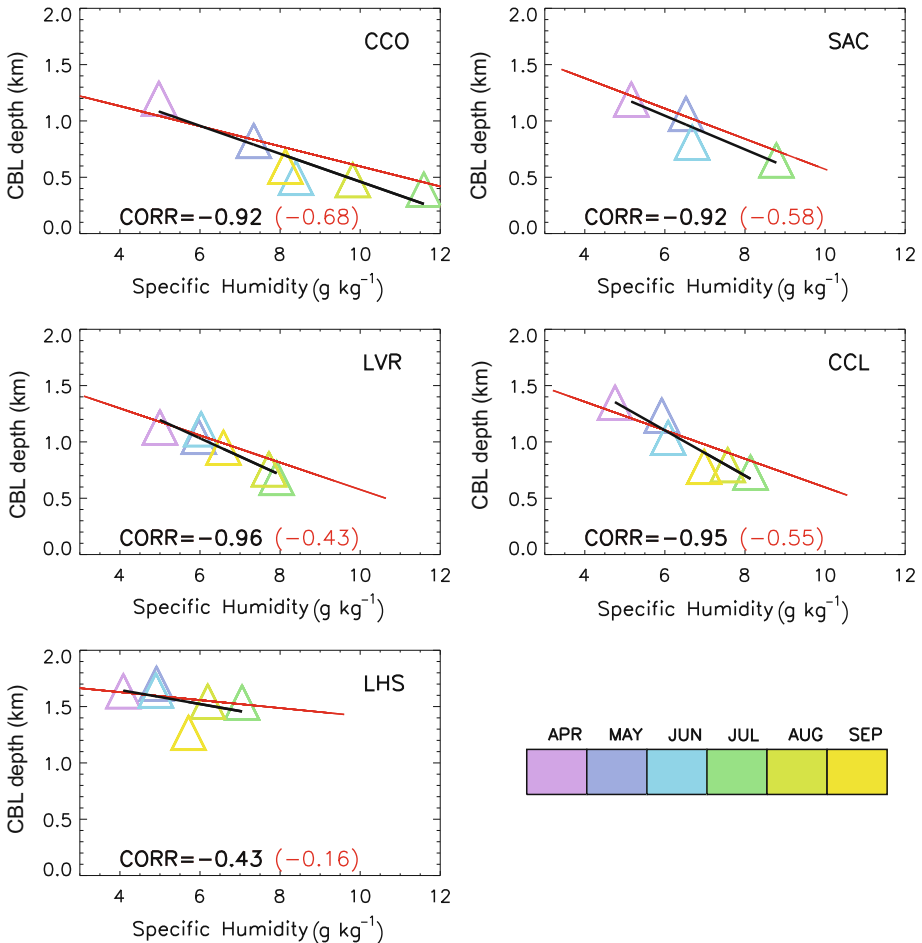 CCO
CBL depth (km)
2.0
1.5
1.0
0.5
0.0
CORR=−0.92 (−0.68)
4 6 8 10 12
Specific Humidity (g kg⁻¹)
SAC
CBL depth (km)
2.0
1.5
1.0
0.5
0.0
CORR=−0.92 (−0.58)
4 6 8 10 12
Specific Humidity (g kg⁻¹)
LVR
CBL depth (km)
2.0
1.5
1.0
0.5
0.0
CORR=−0.96 (−0.43)
4 6 8 10 12
Specific Humidity (g kg⁻¹)
CCL
CBL depth (km)
2.0
1.5
1.0
0.5
0.0
CORR=−0.95 (−0.55)
4 6 8 10 12
Specific Humidity (g kg⁻¹)
LHS
CBL depth (km)
2.0
1.5
1.0
0.5
0.0
CORR=−0.43 (−0.16)
4 6 8 10 12
Specific Humidity (g kg⁻¹)
APR MAY JUN JUL AUG SEP